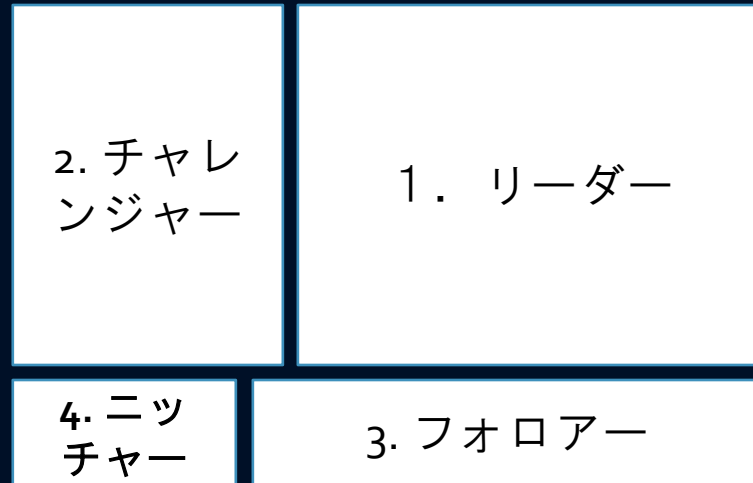 2. チャレ
ンジャー
１． リーダー
4. ニッ
チャー
3. フォロアー